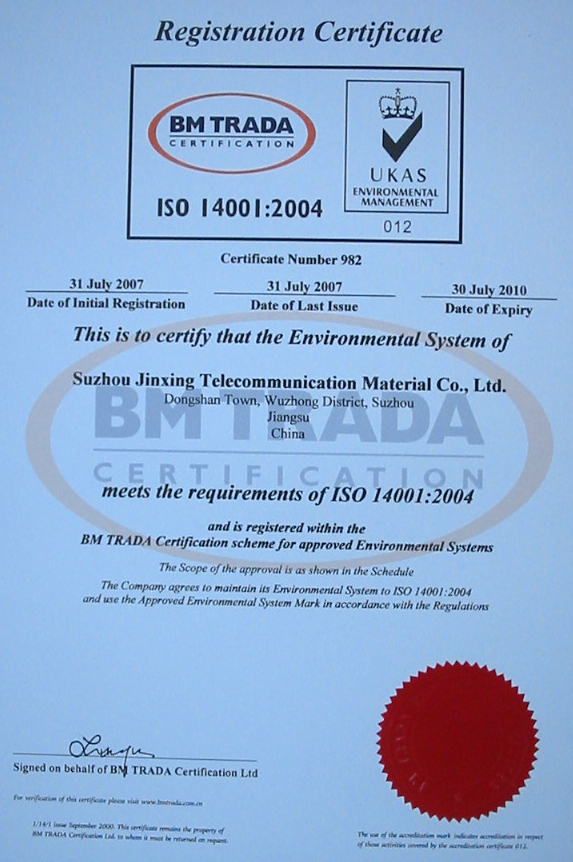 Registration Certificate
BM TRADA
CERTIFICATION
ISO 14001:2004
UKAS
ENVIRONMENTAL
MANAGEMENT
012
Certificate Number 982
31 July 2007 31 July 2007 30 July 2010
Date of Initial Registration Date of Last Issue Date of Expiry
This is to certify that the Environmental System of
Suzhou Jinxing Telecommunication Material Co., Ltd.
Dongshan Town, Wuzhong District, Suzhou
Jiangsu
China
BM TRADA
CERTIFICATION
meets the requirements of ISO 14001:2004
and is registered within the
BM TRADA Certification scheme for approved Environmental Systems
The Scope of the approval is as shown in the Schedule
The Company agrees to maintain its Environmental System to ISO 14001:2004
and use the Approved Environmental System Mark in accordance with the Regulations
Signed on behalf of BM TRADA Certification Ltd
For verification of this certificate please visit www.bmtrada.com.cn
1/14/1 issue September 2000. This certificate remains the property of
BM TRADA Certification Ltd. to whom it must be returned on request.
The use of the accreditation mark indicates accreditation in respect
of those activities covered by the accreditation certificate 012.